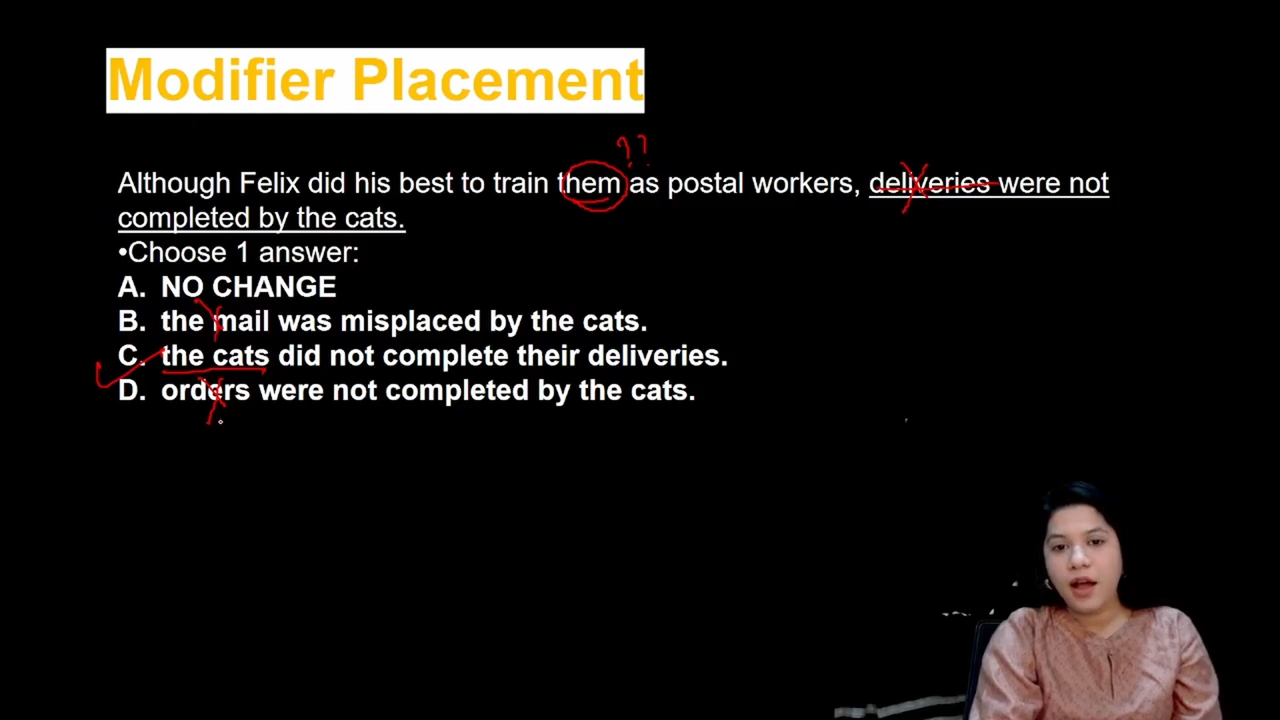 Modifier Placement
??
Although Felix did his best to train them as postal workers, deliveries were not
completed by the cats.
•Choose 1 answer:
A. NO CHANGE
B. the mail was misplaced by the cats.
C. the cats did not complete their deliveries.
D. orders were not completed by the cats.